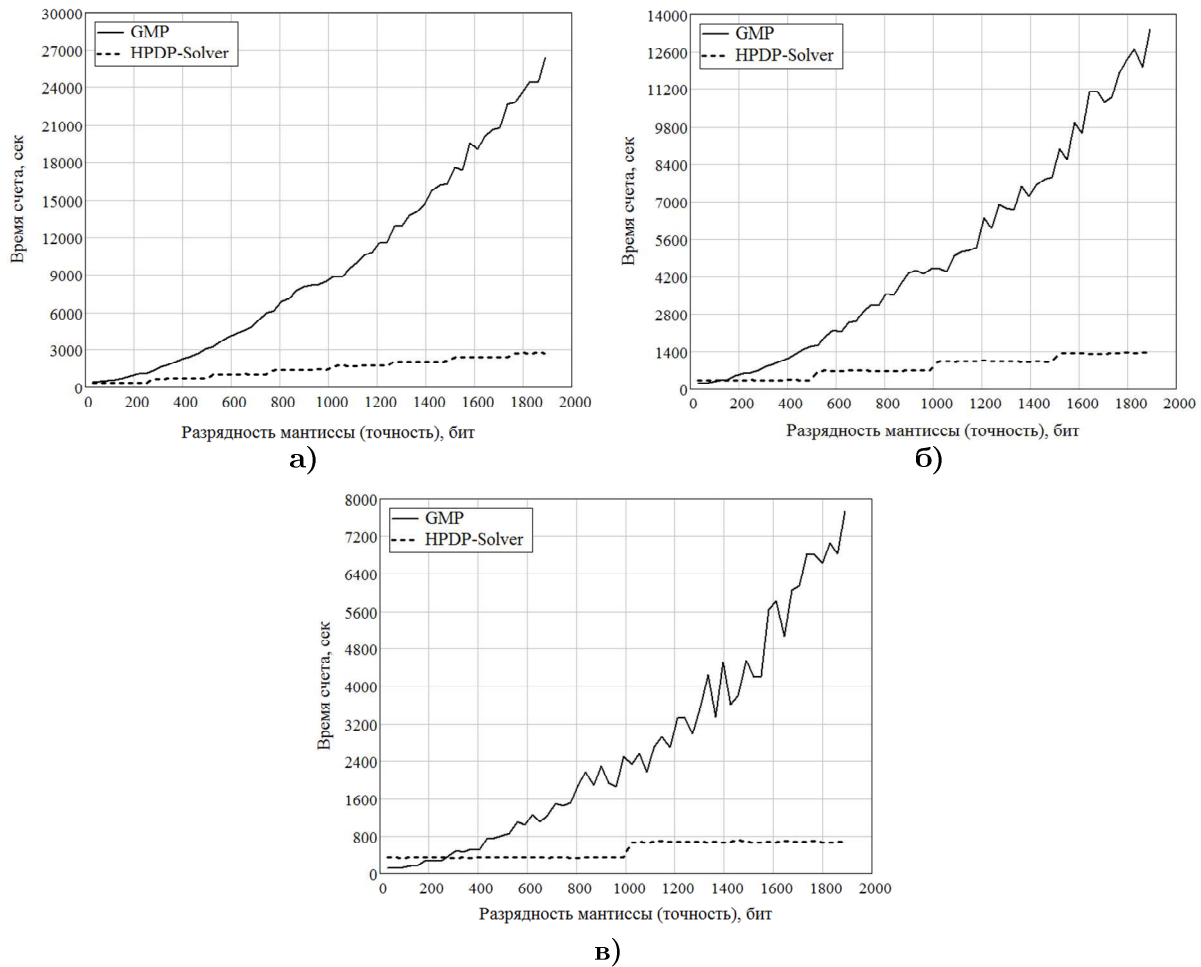 30000
27000
24000
21000
18000
15000
12000
9000
6000
3000
0
Время счета, сек
GMP
HPDP-Solver
0 200 400 600 800 1000 1200 1400 1600 1800 2000
Разрядность мантиссы (точность), бит
а)
14000
12600
11200
9800
8400
7000
5600
4200
2800
1400
0
Время счета, сек
GMP
HPDP-Solver
0 200 400 600 800 1000 1200 1400 1600 1800 2000
Разрядность мантиссы (точность), бит
б)
8000
7200
6400
5600
4800
4000
3200
2400
1600
800
0
Время счета, сек
GMP
HPDP-Solver
0 200 400 600 800 1000 1200 1400 1600 1800 2000
Разрядность мантиссы (точность), бит
в)